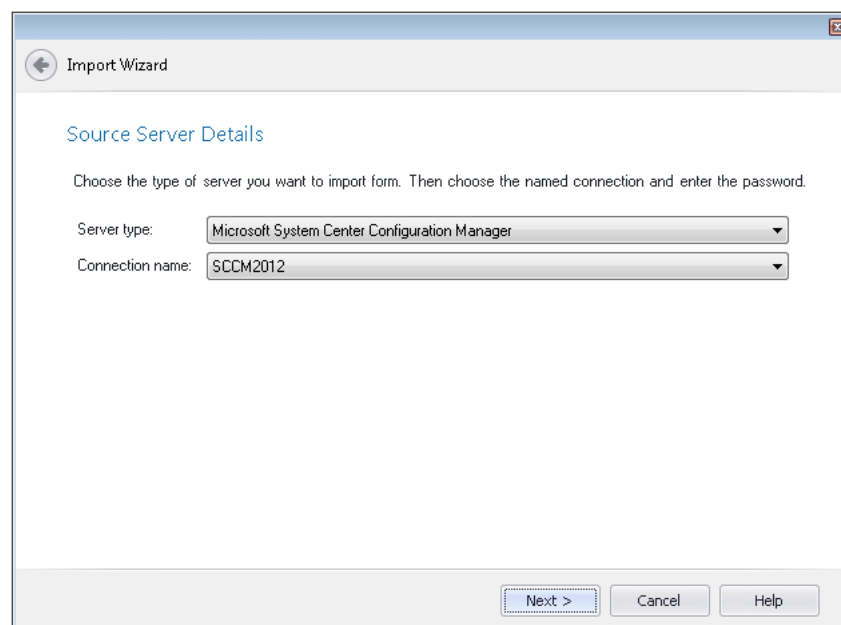 Import Wizard
Source Server Details
Choose the type of server you want to import form. Then choose the named connection and enter the password.
Server type: Microsoft System Center Configuration Manager
Connection name: SCCM2012
Next > Cancel Help